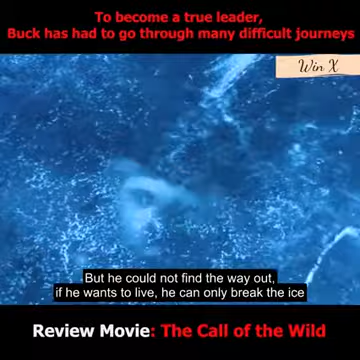 To become a true leader,
Buck has had to go through many difficult journeys
Win X
But he could not find the way out,
if he wants to live, he can only break the ice
Review Movie: The Call of the Wild